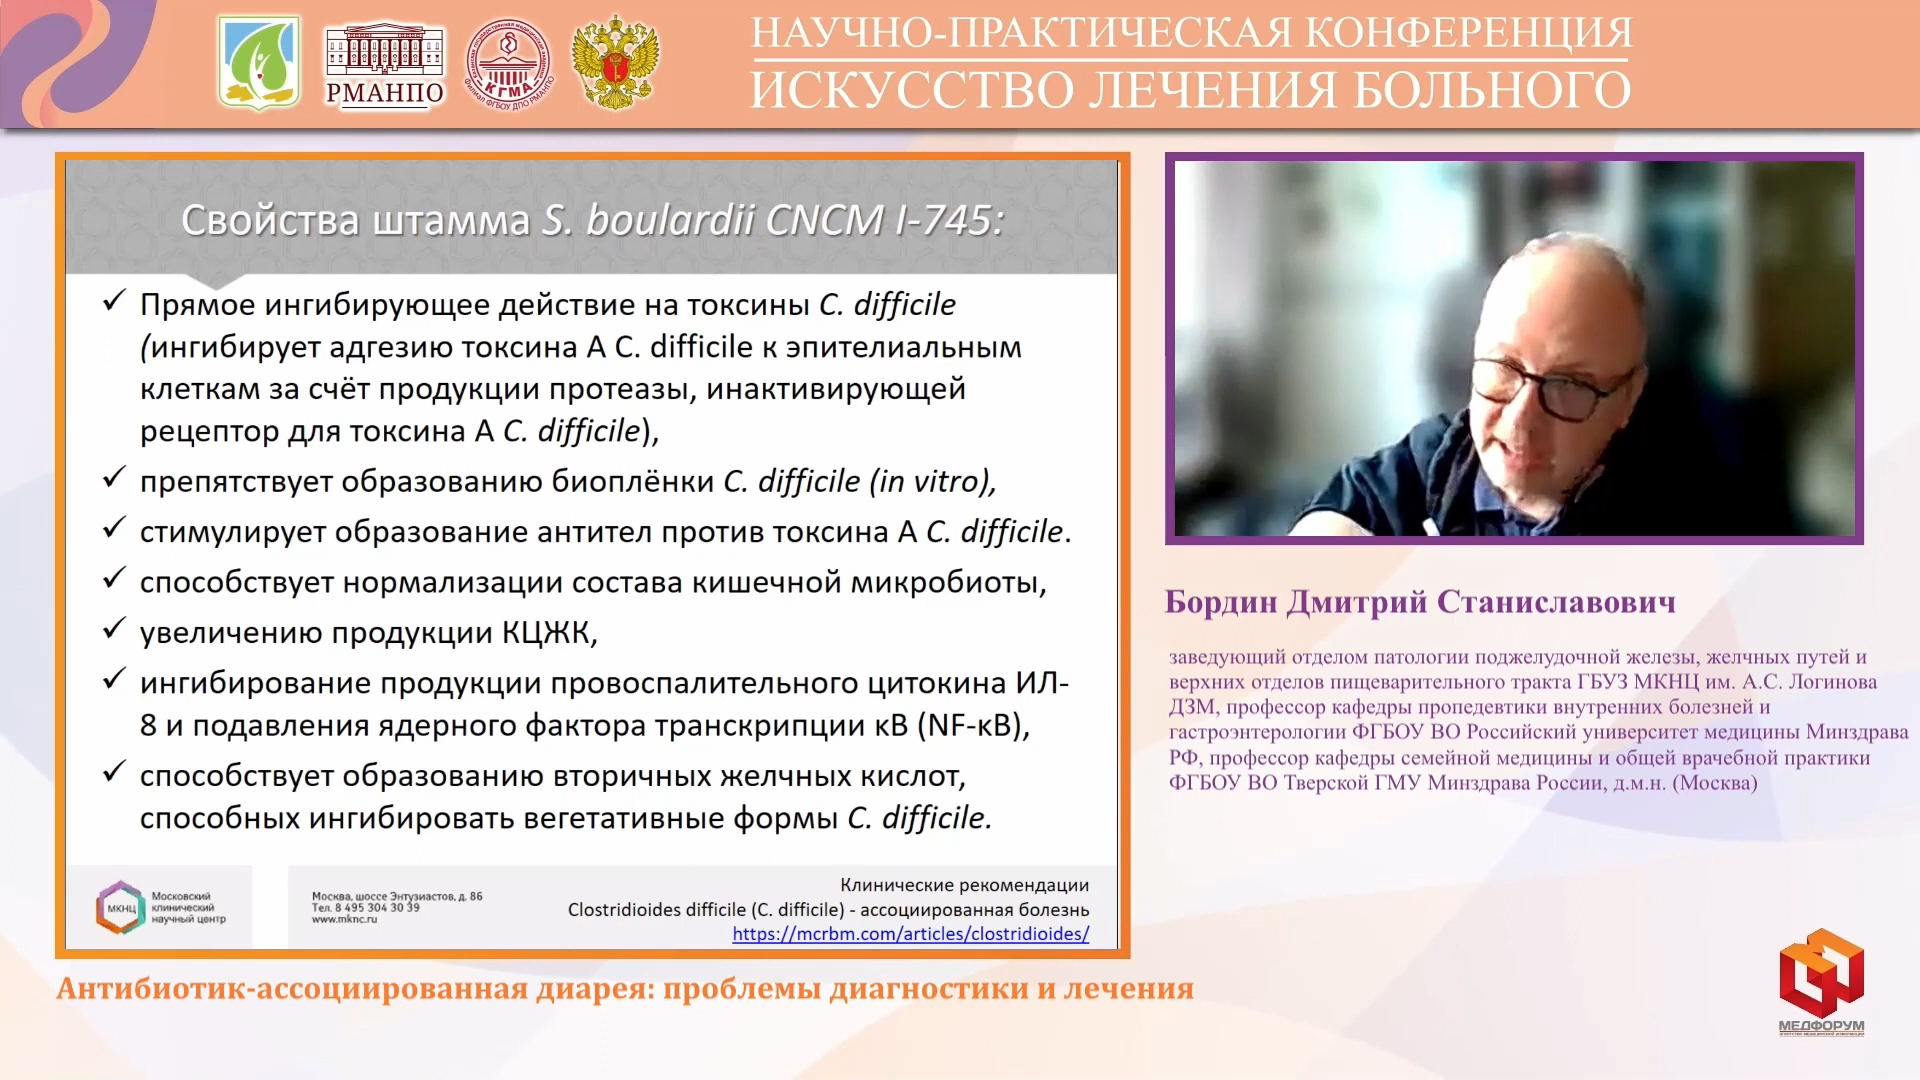 НАУЧНО-ПРАКТИЧЕСКАЯ КОНФЕРЕНЦИЯ
ИСКУССТВО ЛЕЧЕНИЯ БОЛЬНОГО
РМАНПО
КГМА
Свойства штамма S. boulardii CNCM I-745:
✓ Прямое ингибирующее действие на токсины C. difficile
(ингибирует адгезию токсина А C. difficile к эпителиальным
клеткам за счёт продукции протеазы, инактивирующей
рецептор для токсина А C. difficile),
✓ препятствует образованию биоплёнки C. difficile (in vitro),
✓ стимулирует образование антител против токсина А C. difficile.
✓ способствует нормализации состава кишечной микробиоты,
✓ увеличению продукции КЦЖК,
✓ ингибирование продукции провоспалительного цитокина ИЛ-
8 и подавления ядерного фактора транскрипции κB (NF-κB),
✓ способствует образованию вторичных желчных кислот,
способных ингибировать вегетативные формы C. difficile.
МКНЦ
Московский
клинический
научный центр
Москва, шоссе Энтузиастов, д. 86
Тел. 8 495 304 30 39
www.mknc.ru
Клинические рекомендации
Clostridioides difficile (C. difficile) - ассоциированная болезнь
https://mcrbm.com/articles/clostridioides/
Бордин Дмитрий Станиславович
заведующий отделом патологии поджелудочной железы, желчных путей и
верхних отделов пищеварительного тракта ГБУЗ МКНЦ им. А.С. Логинова
ДЗМ, профессор кафедры пропедевтики внутренних болезней и
гастроэнтерологии ФГБОУ ВО Российский университет медицины Минздрава
РФ, профессор кафедры семейной медицины и общей врачебной практики
ФГБОУ ВО Тверской ГМУ Минздрава России, д.м.н. (Москва)
Антибиотик-ассоциированная диарея: проблемы диагностики и лечения
МЕДФОРУМ